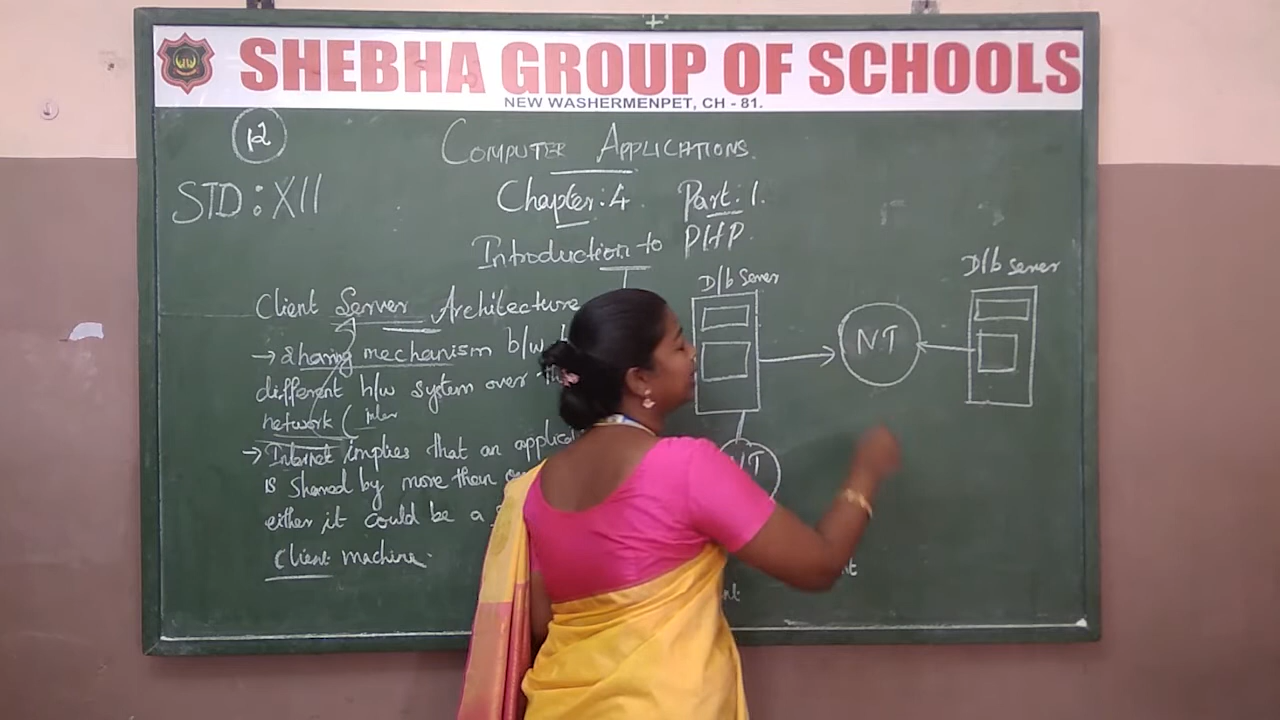 SHEBHA GROUP OF SCHOOLS
NEW WASHERMENPET, CH - 81.
12
COMPUTER APPLICATIONS.
STD : XII
Chapter : 4 Part : 1.
Introduction to PHP.
Client Server Architecture
→ Sharing mechanism b/w
different h/w system over
network (Inter
→ Internet implies that an
is shared by more than
either it could be a
Client machine.
D/b Server
NT
D/b Server
NT